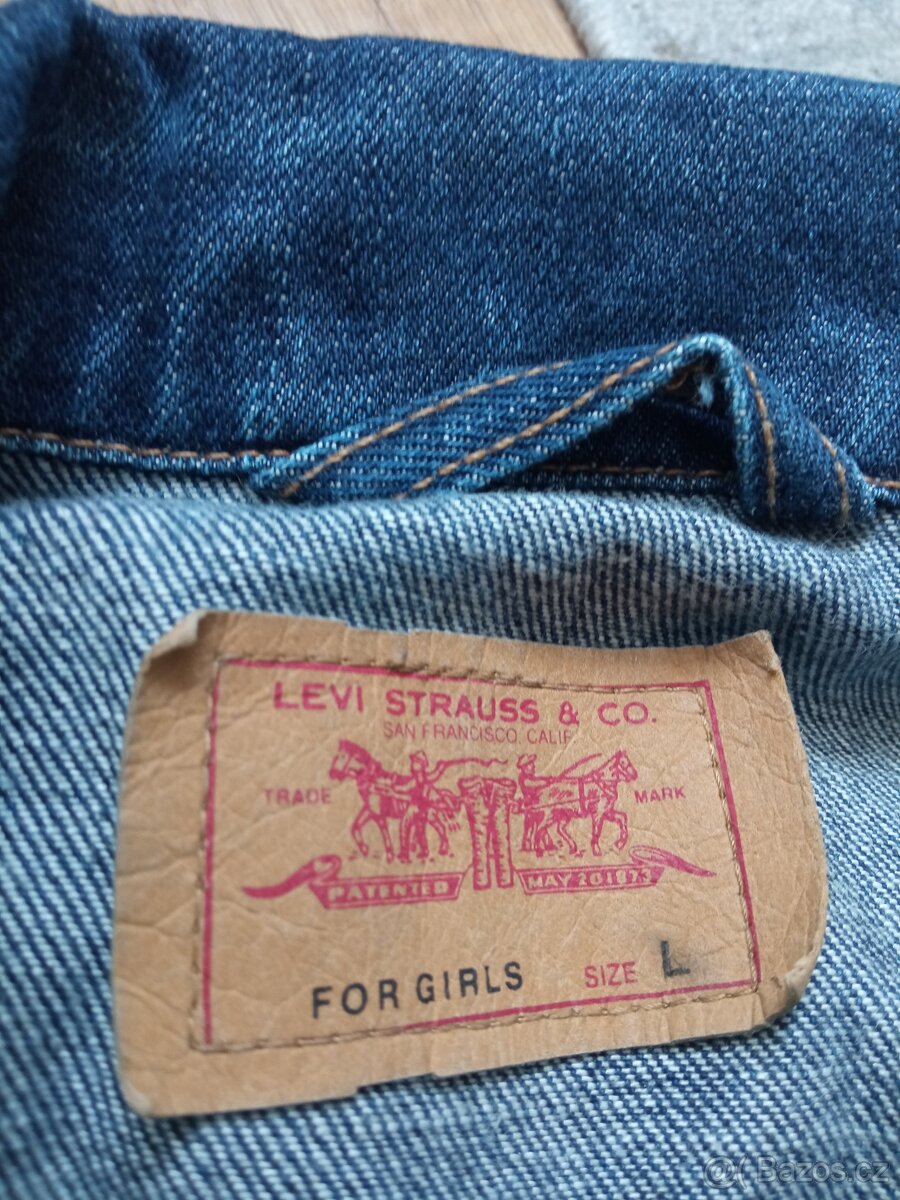 LEVI STRAUSS & CO.
SAN FRANCISCO CALIF
TRADE MARK
PATENTED MAY 20 1873
FOR GIRLS SIZE L
@( Bazos.cz